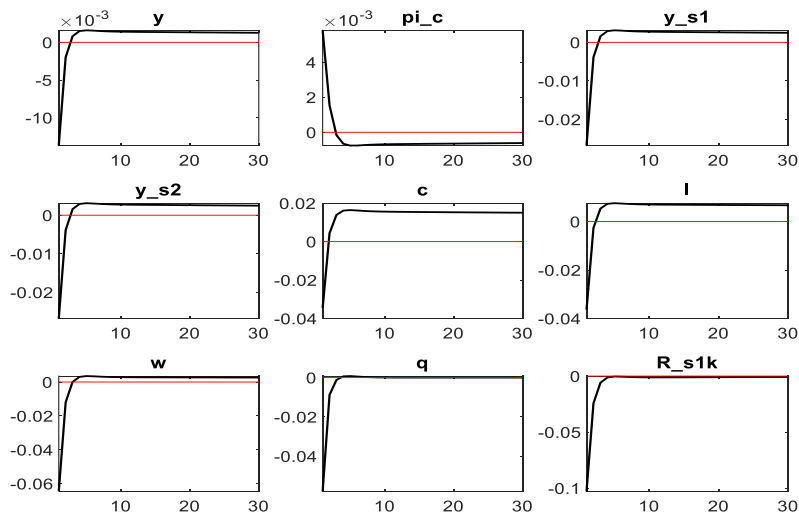 ×10⁻³ y pi_c y_s1
0 -5 -10 10 20 30
4 2 0 10 20 30
0 -0.01 -0.02 10 20 30
y_s2 c l
0 -0.01 -0.02 10 20 30
0.02 0 -0.02 -0.04 10 20 30
0 -0.02 -0.04 10 20 30
w q R_s1k
0 -0.02 -0.04 -0.06 10 20 30
0 -0.02 -0.04 10 20 30
0 -0.05 -0.1 10 20 30